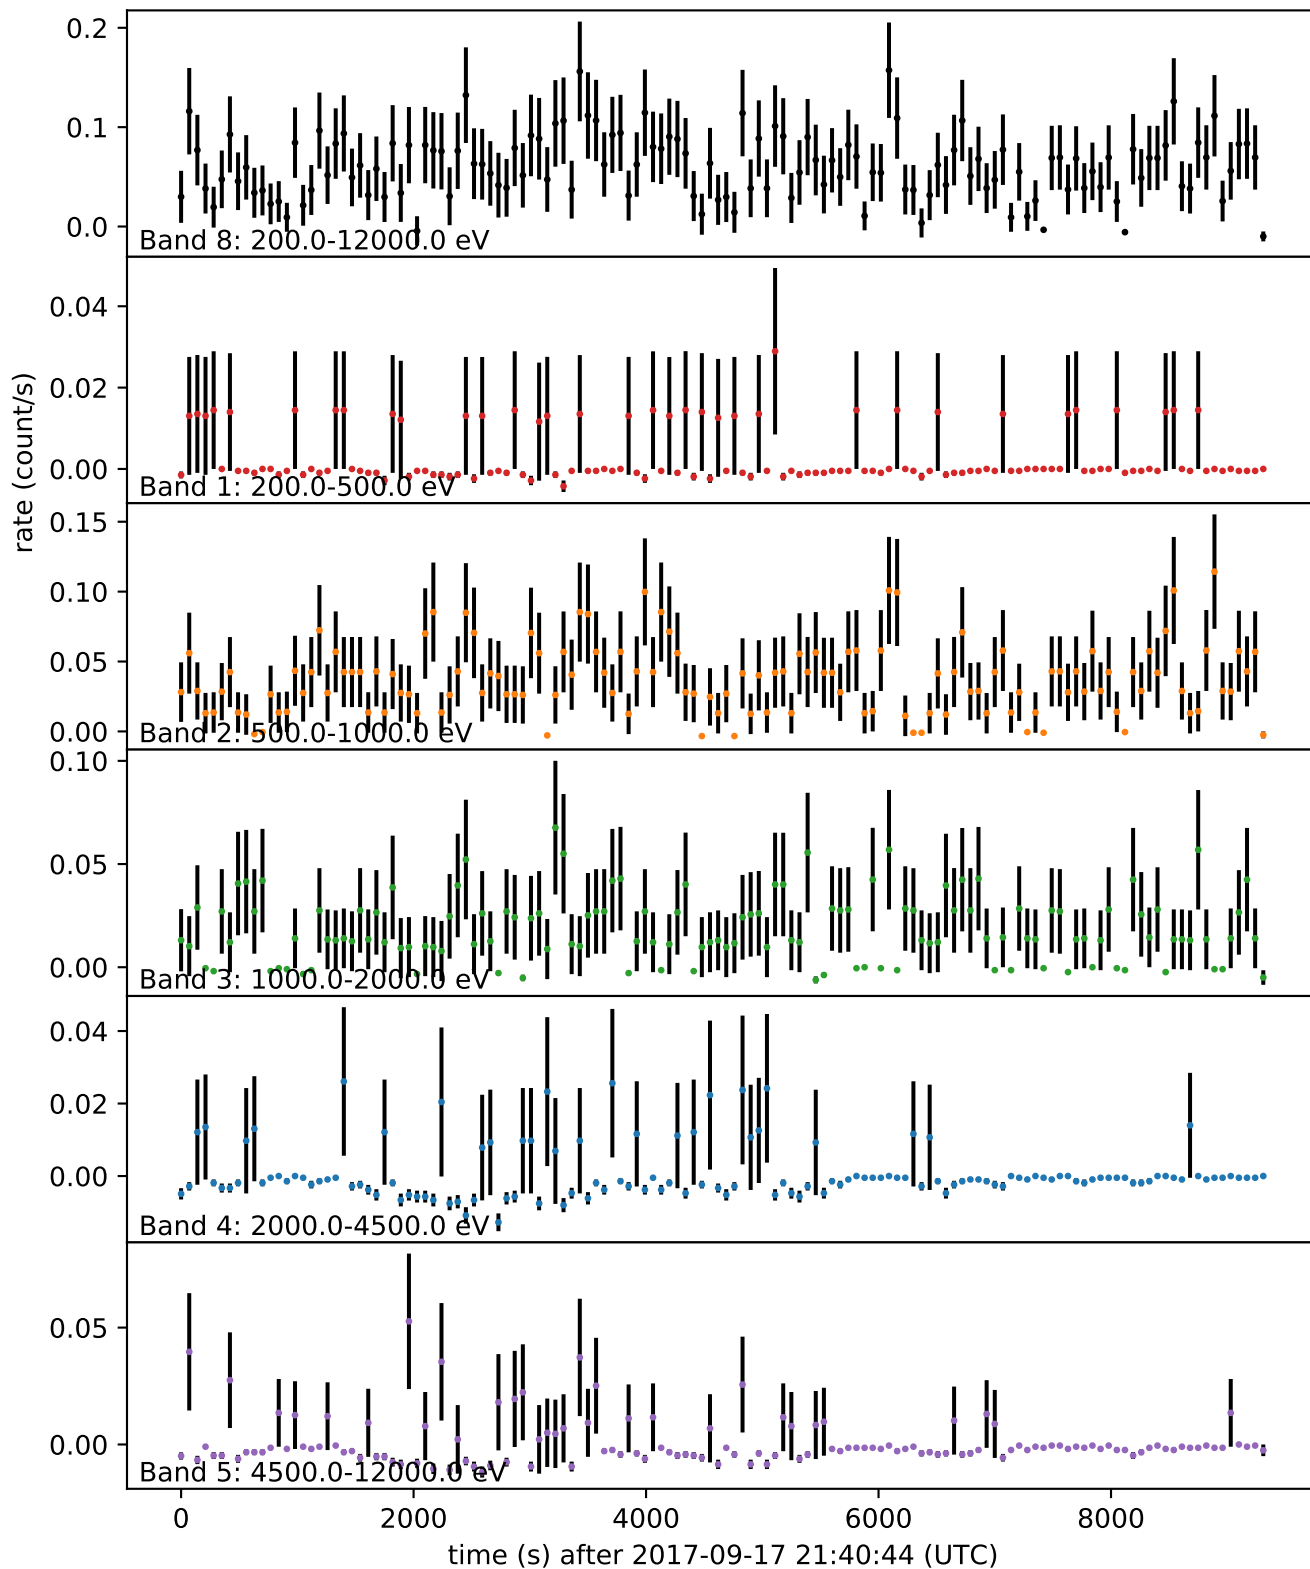 0.2
0.1
0.0
Band 8: 200.0-12000.0 eV
0.04
0.02
0.00
Band 1: 200.0-500.0 eV
rate (count/s)
0.15
0.10
0.05
0.00
Band 2: 500.0-1000.0 eV
0.10
0.05
0.00
Band 3: 1000.0-2000.0 eV
0.04
0.02
0.00
Band 4: 2000.0-4500.0 eV
0.05
0.00
Band 5: 4500.0-12000.0 eV
0 2000 4000 6000 8000
time (s) after 2017-09-17 21:40:44 (UTC)